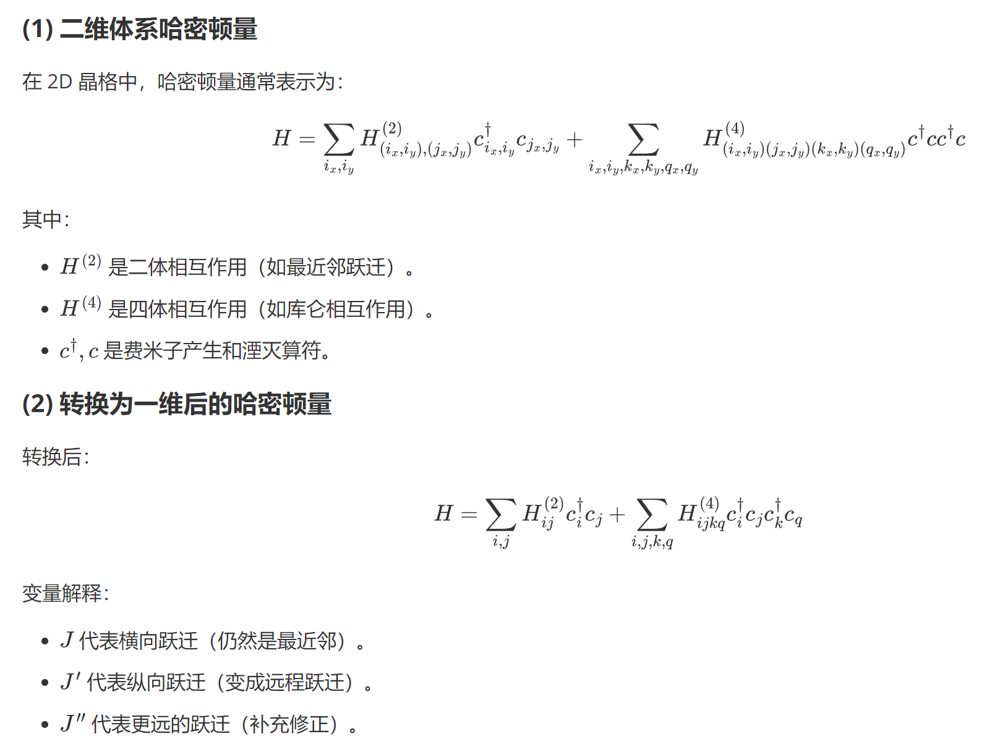 (1) 二维体系哈密顿量
在 2D 晶格中，哈密顿量通常表示为：
$H = \sum_{i_x,i_y} H^{(2)}_{(i_x,i_y),(j_x,j_y)} c^\dagger_{i_x,i_y} c_{j_x,j_y} + \sum_{i_x,i_y,k_x,k_y,q_x,q_y} H^{(4)}_{(i_x,i_y)(j_x,j_y)(k_x,k_y)(q_x,q_y)} c^\dagger c c^\dagger c$
其中：
• $H^{(2)}$ 是二体相互作用（如最近邻跃迁）。
• $H^{(4)}$ 是四体相互作用（如库仑相互作用）。
• $c^\dagger, c$ 是费米子产生和湮灭算符。
(2) 转换为一维后的哈密顿量
转换后：
$H = \sum_{i,j} H^{(2)}_{ij} c^\dagger_i c_j + \sum_{i,j,k,q} H^{(4)}_{ijkq} c^\dagger_i c_j c^\dagger_k c_q$
变量解释：
• $J$ 代表横向跃迁（仍然是最近邻）。
• $J'$ 代表纵向跃迁（变成远程跃迁）。
• $J''$ 代表更远的跃迁（补充修正）。